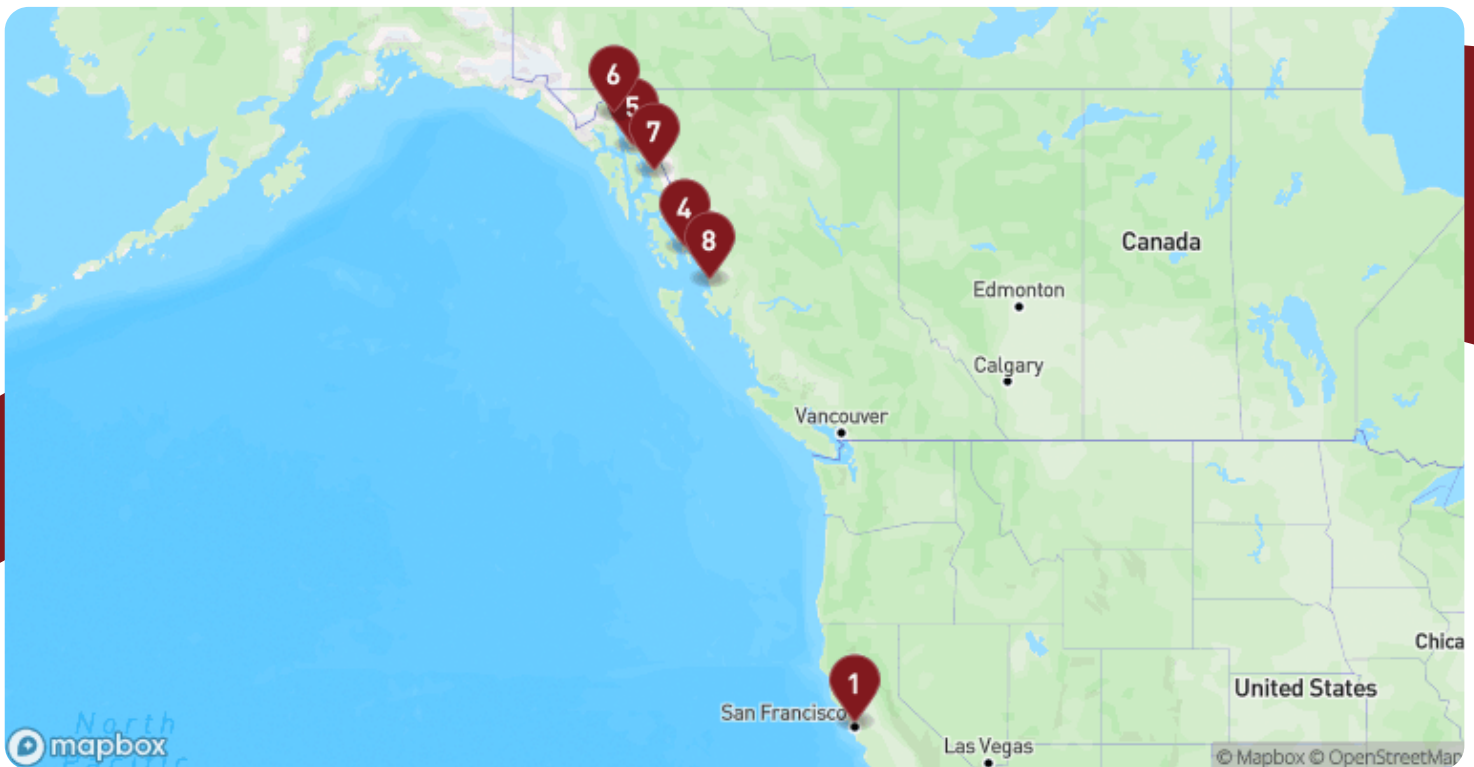 6
5
7
4
8
Canada
Edmonton
Calgary
Vancouver
Chica
1
United States
San Francisco
North
Pacific
mapbox
Las Vegas
© Mapbox © OpenStreetMap